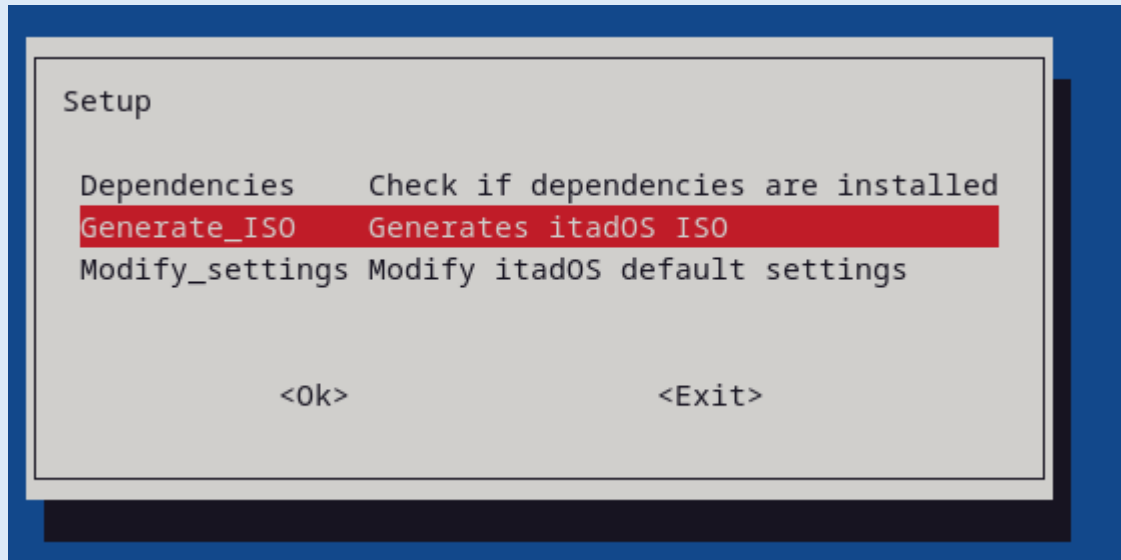 Setup
Dependencies Check if dependencies are installed
Generate_ISO Generates itadOS ISO
Modify_settings Modify itadOS default settings
<Ok> <Exit>